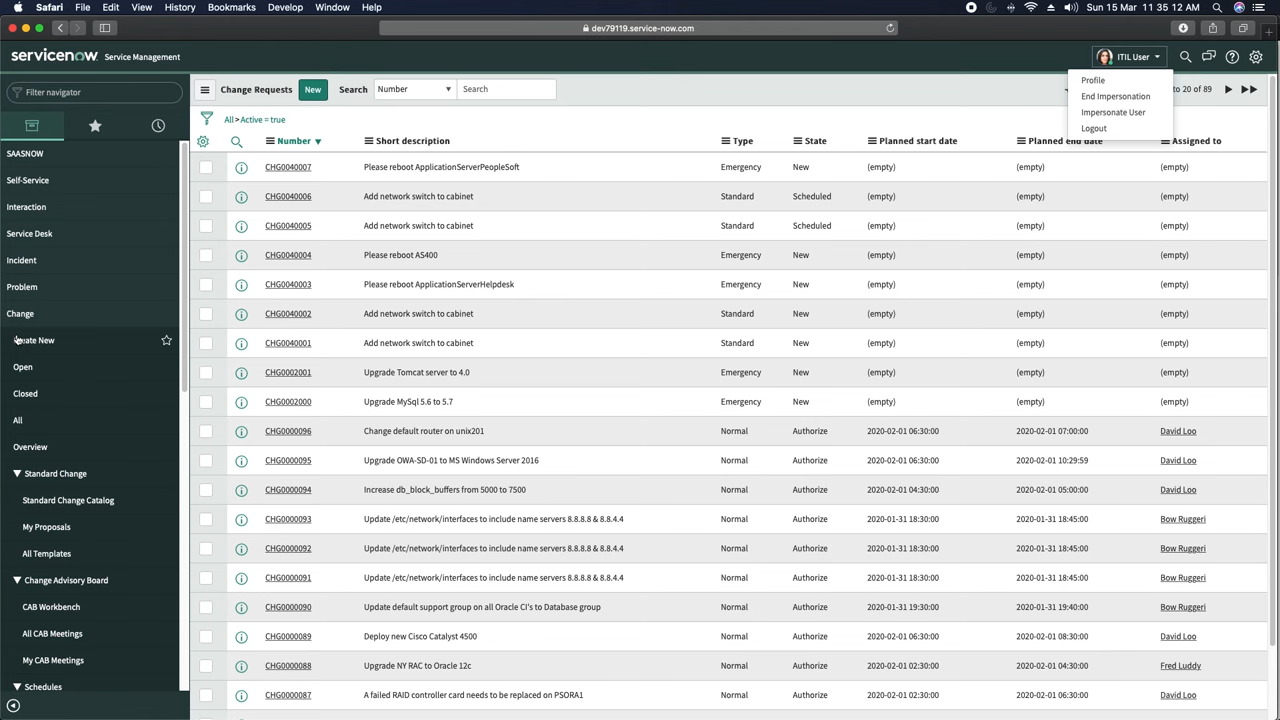 Safari File Edit View History Bookmarks Develop Window Help Sun 15 Mar 11:35:12 AM
dev79119.service-now.com
servicenow Service Management ITIL User
Profile
End Impersonation
Impersonate User
Logout
Filter navigator
Change Requests New Search Number Search to 20 of 89
All > Active = true
Number Short description Type State Planned start date Planned end date Assigned to
SAASNOW
Self-Service
Interaction
Service Desk
Incident
Problem
Change
Create New
Open
Closed
All
Overview
Standard Change
Standard Change Catalog
My Proposals
All Templates
Change Advisory Board
CAB Workbench
All CAB Meetings
My CAB Meetings
Schedules
CHG0040007 Please reboot ApplicationServerPeopleSoft Emergency New (empty) (empty) (empty)
CHG0040006 Add network switch to cabinet Standard Scheduled (empty) (empty) (empty)
CHG0040005 Add network switch to cabinet Standard Scheduled (empty) (empty) (empty)
CHG0040004 Please reboot AS400 Emergency New (empty) (empty) (empty)
CHG0040003 Please reboot ApplicationServerHelpdesk Emergency New (empty) (empty) (empty)
CHG0040002 Add network switch to cabinet Standard New (empty) (empty) (empty)
CHG0040001 Add network switch to cabinet Standard New (empty) (empty) (empty)
CHG0002001 Upgrade Tomcat server to 4.0 Emergency New (empty) (empty) (empty)
CHG0002000 Upgrade MySql 5.6 to 5.7 Emergency New (empty) (empty) (empty)
CHG0000096 Change default router on unix201 Normal Authorize 2020-02-01 06:30:00 2020-02-01 07:00:00 David Loo
CHG0000095 Upgrade OWA-SD-01 to MS Windows Server 2016 Normal Authorize 2020-02-01 06:30:00 2020-02-01 10:29:59 David Loo
CHG0000094 Increase db_block_buffers from 5000 to 7500 Normal Authorize 2020-02-01 04:30:00 2020-02-01 05:00:00 David Loo
CHG0000093 Update /etc/network/interfaces to include name servers 8.8.8.8 & 8.8.4.4 Normal Authorize 2020-01-31 18:30:00 2020-01-31 18:45:00 Bow Ruggeri
CHG0000092 Update /etc/network/interfaces to include name servers 8.8.8.8 & 8.8.4.4 Normal Authorize 2020-01-31 18:30:00 2020-01-31 18:45:00 Bow Ruggeri
CHG0000091 Update /etc/network/interfaces to include name servers 8.8.8.8 & 8.8.4.4 Normal Authorize 2020-01-31 18:30:00 2020-01-31 18:45:00 Bow Ruggeri
CHG0000090 Update default support group on all Oracle CI's to Database group Normal Authorize 2020-01-31 19:30:00 2020-01-31 19:40:00 Bow Ruggeri
CHG0000089 Deploy new Cisco Catalyst 4500 Normal Authorize 2020-02-01 06:30:00 2020-02-01 08:30:00 David Loo
CHG0000088 Upgrade NY RAC to Oracle 12c Normal Authorize 2020-02-01 02:30:00 2020-02-01 04:30:00 Fred Luddy
CHG0000087 A failed RAID controller card needs to be replaced on PSORA1 Normal Authorize 2020-02-01 02:30:00 2020-02-01 06:30:00 David Loo